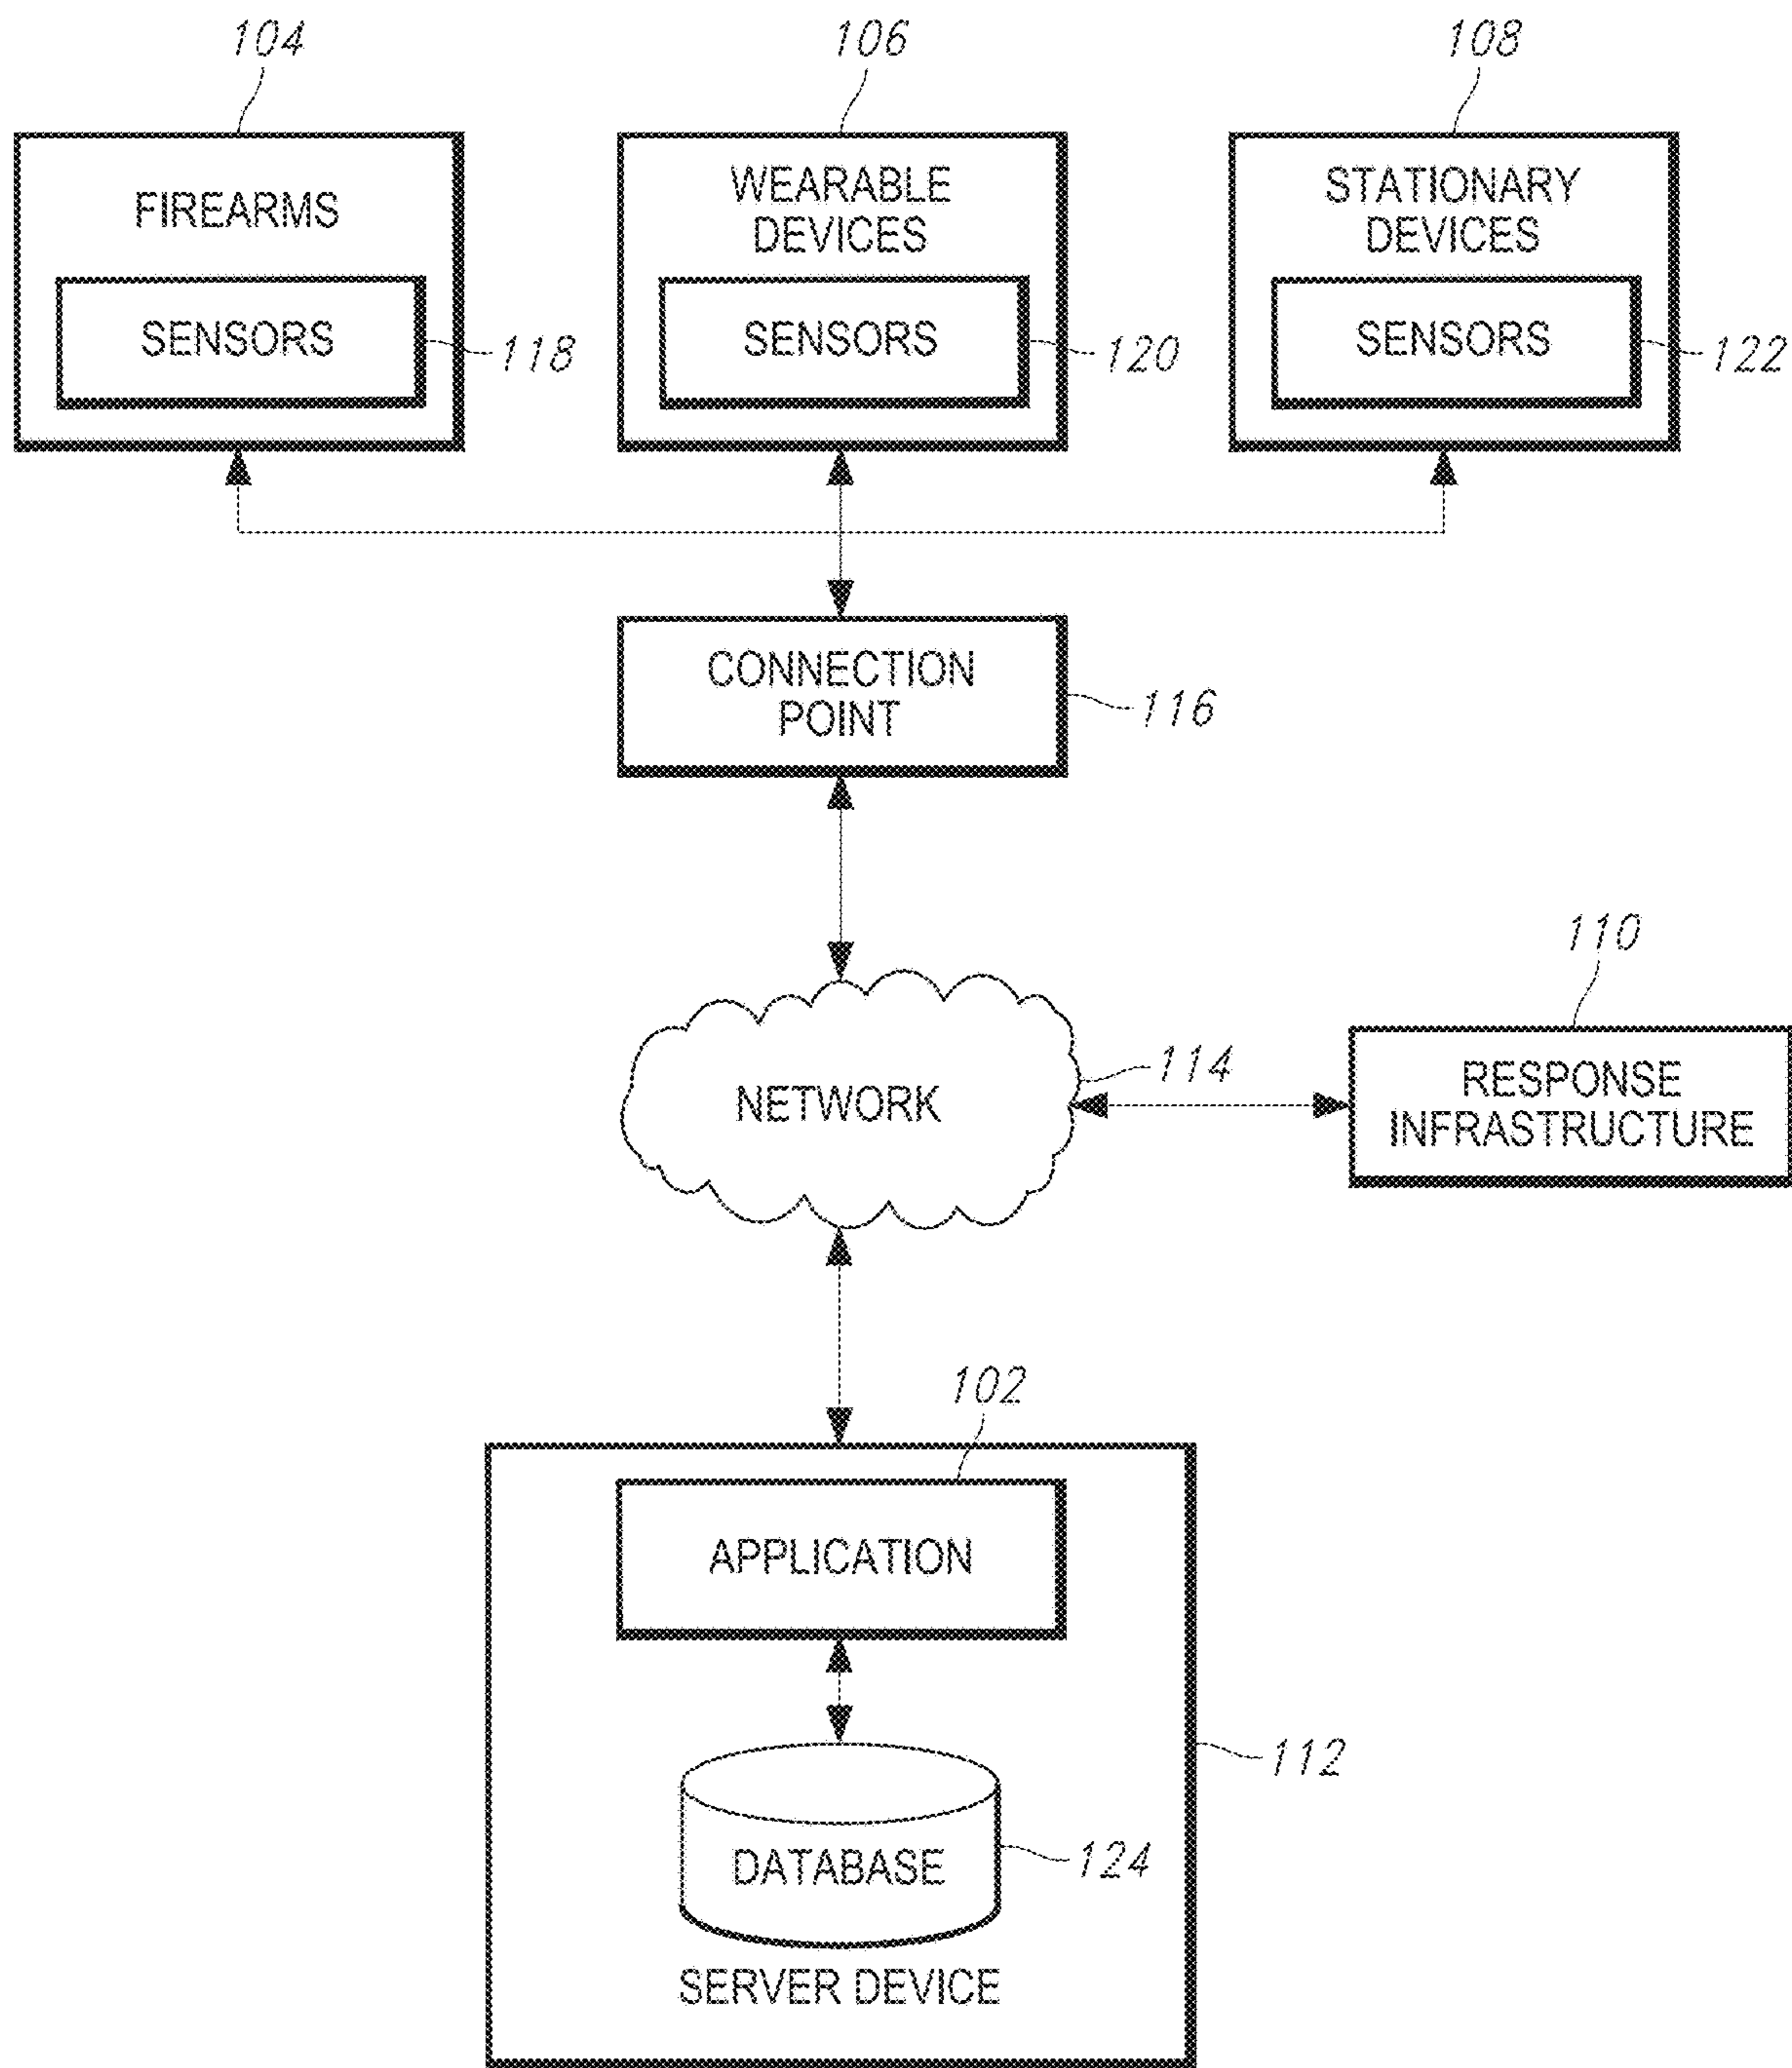 104
106
108
FIREARMS
WEARABLE
DEVICES
STATIONARY
DEVICES
SENSORS
118
SENSORS
120
SENSORS
122
CONNECTION
POINT
116
110
NETWORK
114
RESPONSE
INFRASTRUCTURE
102
APPLICATION
112
DATABASE
124
SERVER DEVICE